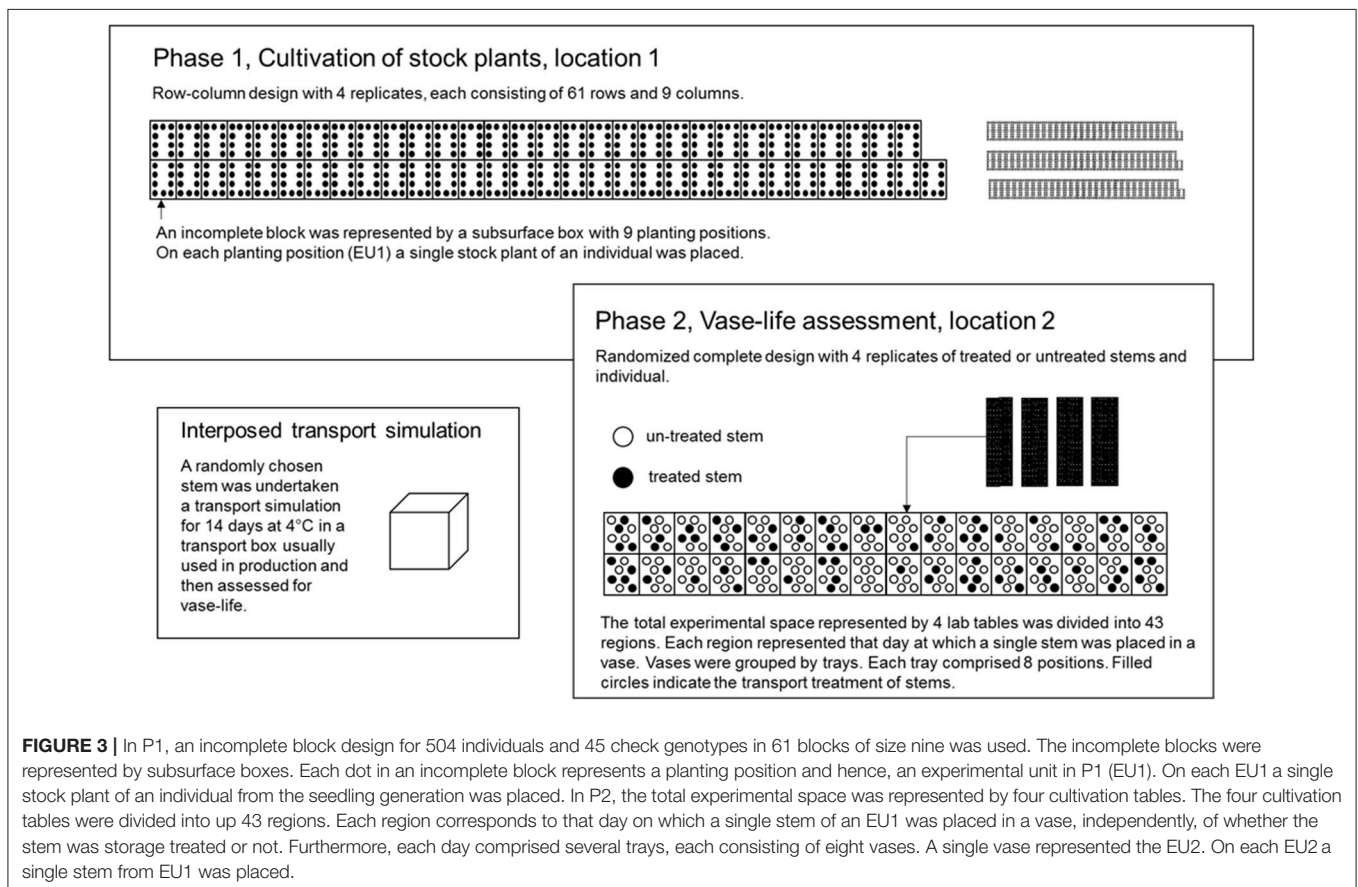 Phase 1, Cultivation of stock plants, location 1
Row-column design with 4 replicates, each consisting of 61 rows and 9 columns.
An incomplete block was represented by a subsurface box with 9 planting positions.
On each planting position (EU1) a single stock plant of an individual was placed.
Phase 2, Vase-life assessment, location 2
Randomized complete design with 4 replicates of treated or untreated stems and
individual.
un-treated stem
treated stem
The total experimental space represented by 4 lab tables was divided into 43
regions. Each region represented that day at which a single stem was placed in a
vase. Vases were grouped by trays. Each tray comprised 8 positions. Filled
circles indicate the transport treatment of stems.
Interposed transport simulation
A randomly chosen
stem was undertaken
a transport simulation
for 14 days at 4°C in a
transport box usually
used in production and
then assessed for
vase-life.
FIGURE 3 | In P1, an incomplete block design for 504 individuals and 45 check genotypes in 61 blocks of size nine was used. The incomplete blocks were
represented by subsurface boxes. Each dot in an incomplete block represents a planting position and hence, an experimental unit in P1 (EU1). On each EU1 a single
stock plant of an individual from the seedling generation was placed. In P2, the total experimental space was represented by four cultivation tables. The four cultivation
tables were divided into up 43 regions. Each region corresponds to that day on which a single stem of an EU1 was placed in a vase, independently, of whether the
stem was storage treated or not. Furthermore, each day comprised several trays, each consisting of eight vases. A single vase represented the EU2. On each EU2 a
single stem from EU1 was placed.